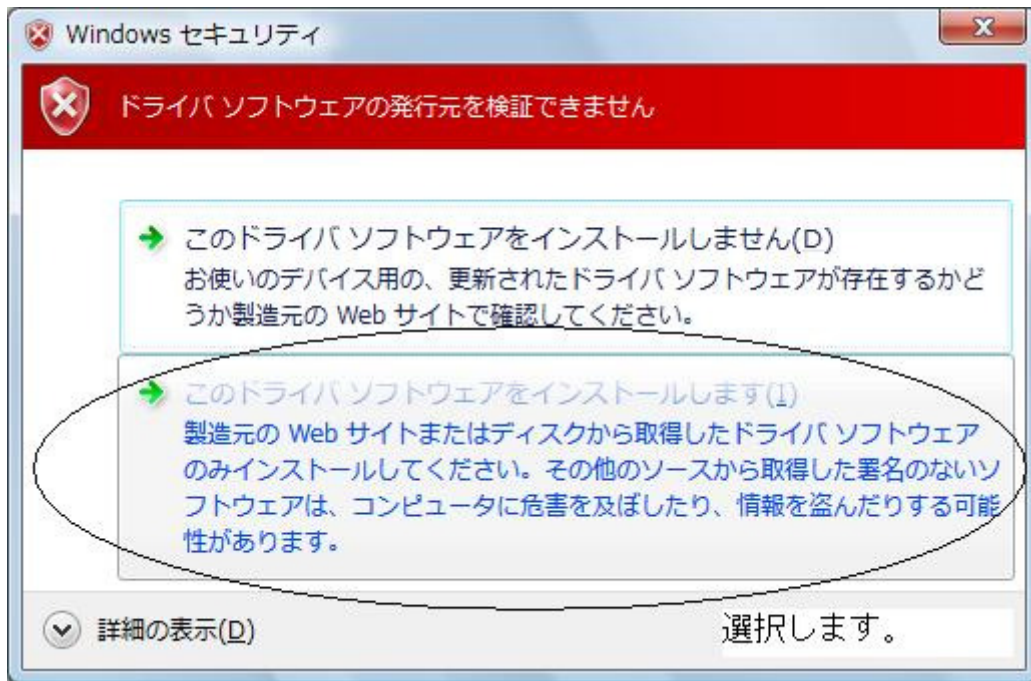 Windows セキュリティ
ドライバ ソフトウェアの発行元を検証できません
このドライバ ソフトウェアをインストールしません(D)
お使いのデバイス用の、更新されたドライバ ソフトウェアが存在するかど
うか製造元の Web サイトで確認してください。
このドライバ ソフトウェアをインストールします(I)
製造元の Web サイトまたはディスクから取得したドライバ ソフトウェア
のみインストールしてください。その他のソースから取得した署名のないソ
フトウェアは、コンピュータに危害を及ぼしたり、情報を盗んだりする可能
性があります。
詳細の表示(D)
選択します。